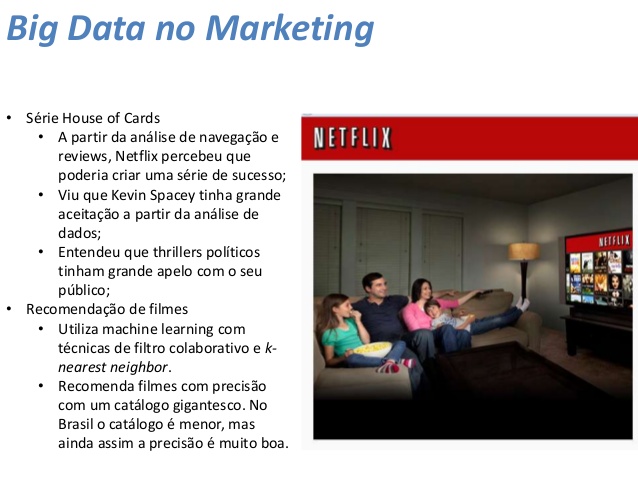 Big Data no Marketing
• Série House of Cards
• A partir da análise de navegação e
reviews, Netflix percebeu que
poderia criar uma série de sucesso;
• Viu que Kevin Spacey tinha grande
aceitação a partir da análise de
dados;
• Entendeu que thrillers políticos
tinham grande apelo com o seu
público;
• Recomendação de filmes
• Utiliza machine learning com
técnicas de filtro colaborativo e k-
nearest neighbor.
• Recomenda filmes com precisão
com um catálogo gigantesco. No
Brasil o catálogo é menor, mas
ainda assim a precisão é muito boa.
NETFLIX
NETFLIX